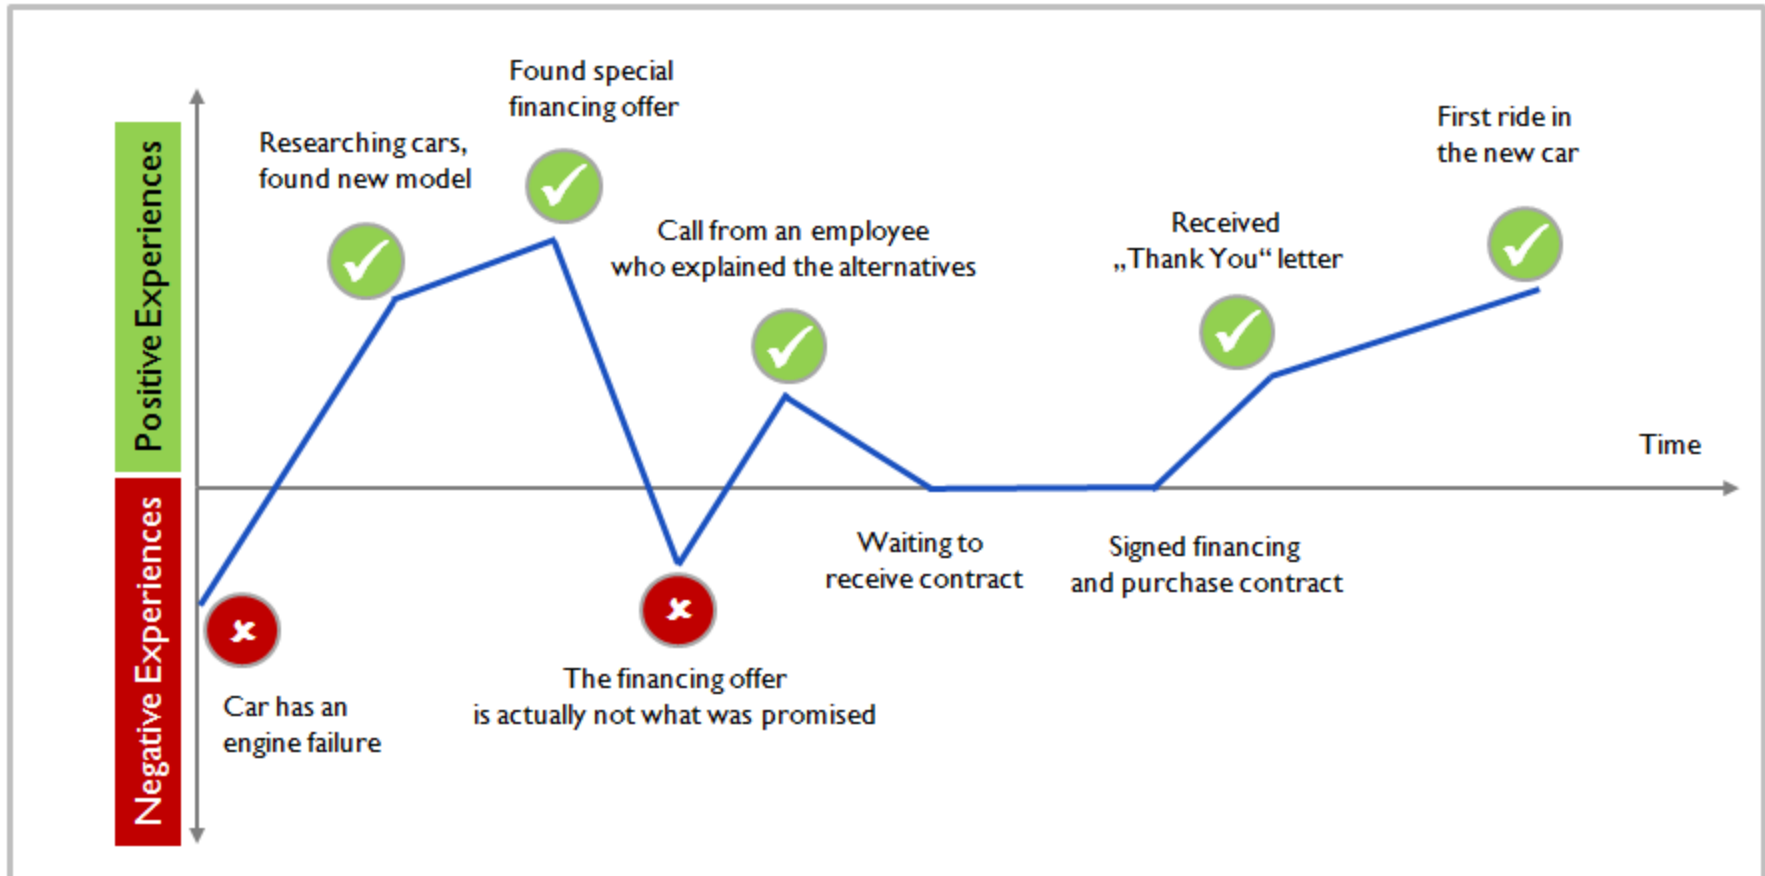 Found special
financing offer
Researching cars,
found new model
Call from an employee
who explained the alternatives
Received
„Thank You“ letter
First ride in
the new car
Positive Experiences
Negative Experiences
Time
Waiting to
receive contract
Signed financing
and purchase contract
The financing offer
is actually not what was promised
Car has an
engine failure